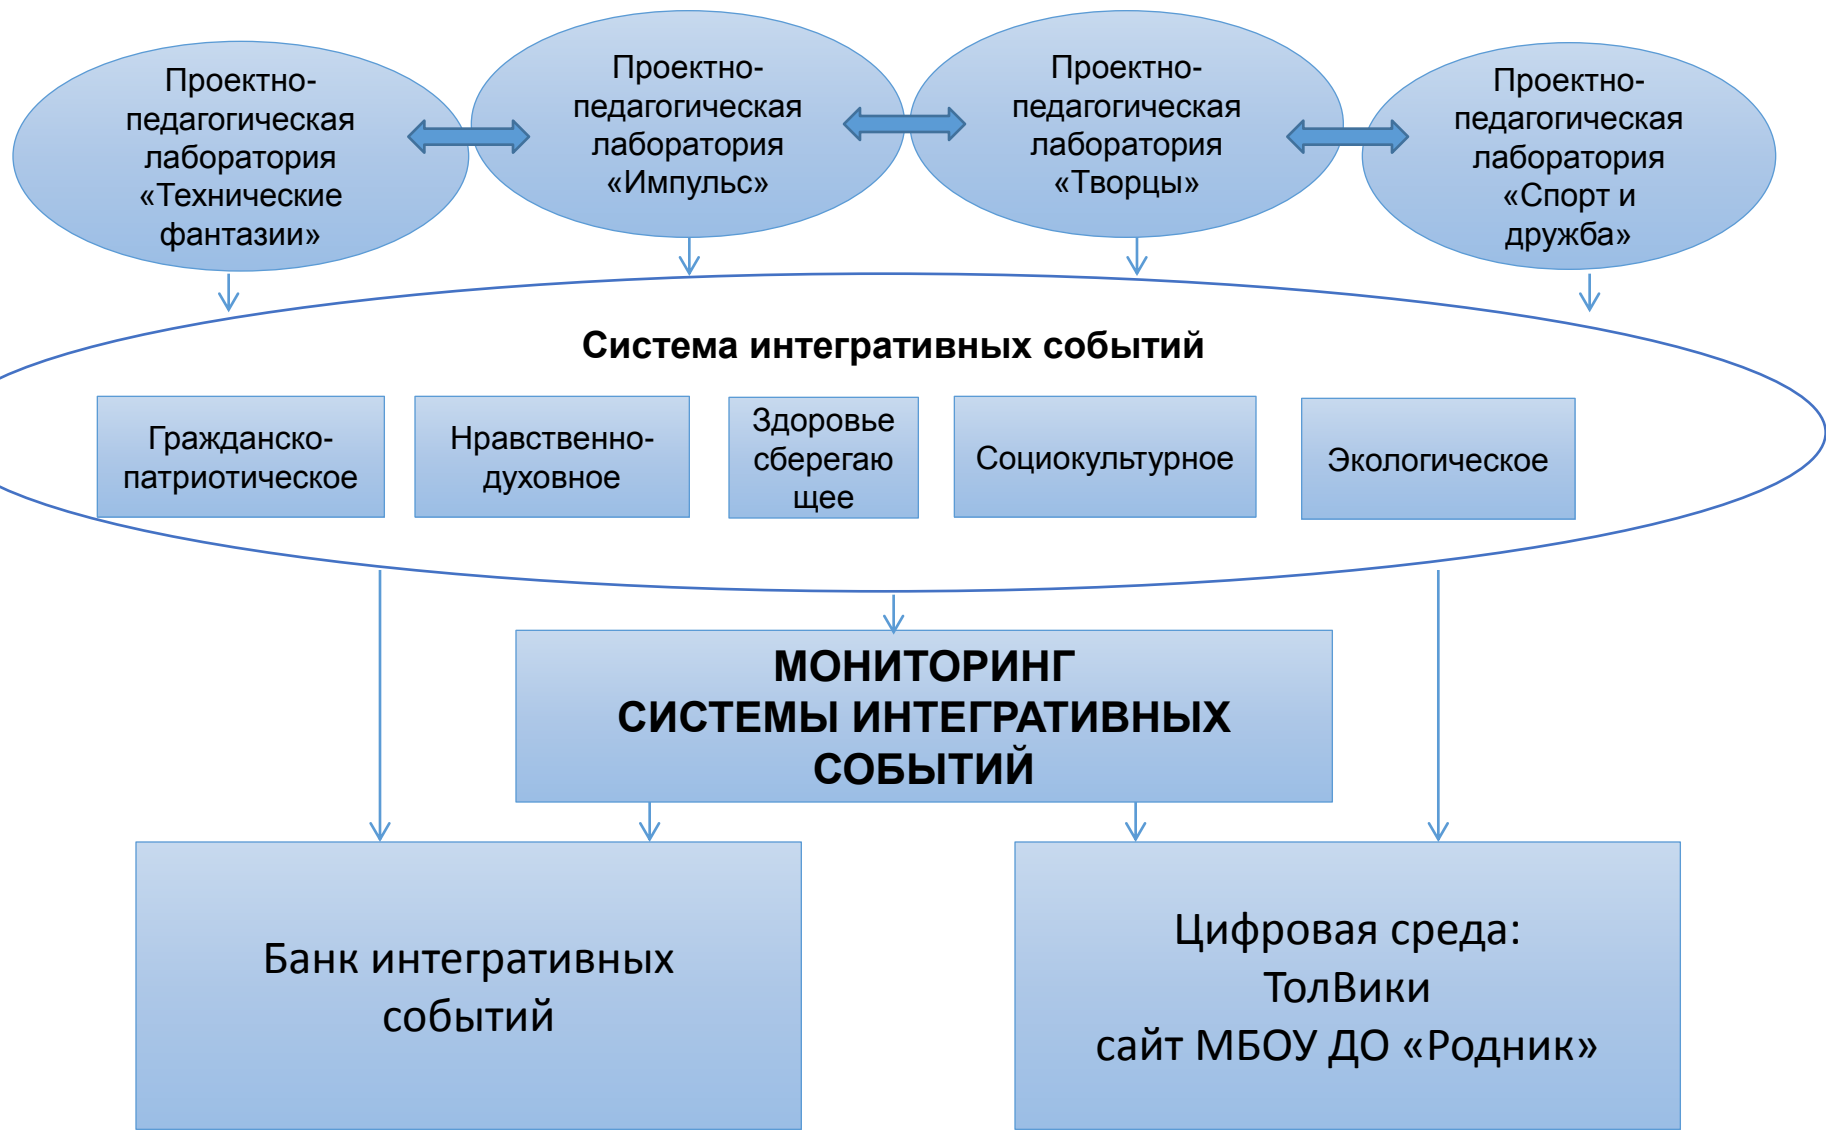 Проектно-
педагогическая
лаборатория
«Технические
фантазии»
Проектно-
педагогическая
лаборатория
«Импульс»
Проектно-
педагогическая
лаборатория
«Творцы»
Проектно-
педагогическая
лаборатория
«Спорт и
дружба»
Система интегративных событий
Гражданско-
патриотическое
Нравственно-
духовное
Здоровье
сберегаю
щее
Социокультурное
Экологическое
МОНИТОРИНГ
СИСТЕМЫ ИНТЕГРАТИВНЫХ
СОБЫТИЙ
Банк интегративных
событий
Цифровая среда:
ТолВики
сайт МБОУ ДО «Родник»